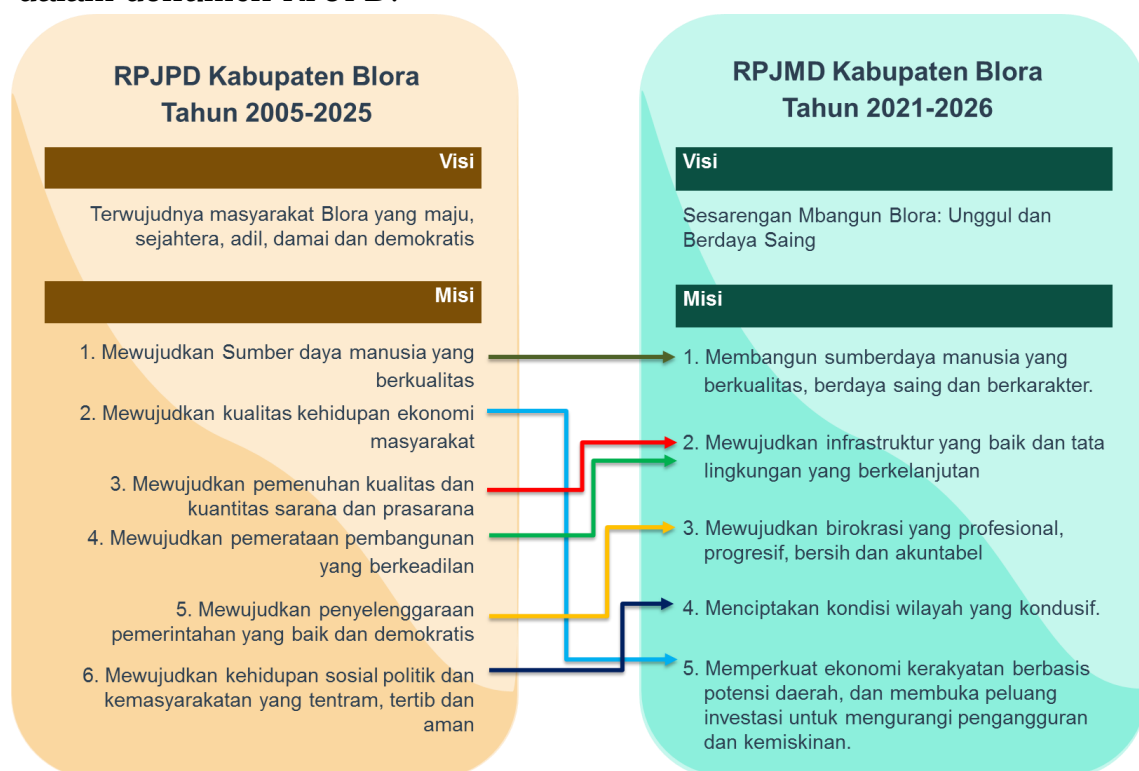 dalam dokumen RPJPD.
RPJPD Kabupaten Blora
Tahun 2005-2025
Visi
Terwujudnya masyarakat Blora yang maju,
sejahtera, adil, damai dan demokratis
Misi
1. Mewujudkan Sumber daya manusia yang
berkualitas
2. Mewujudkan kualitas kehidupan ekonomi
masyarakat
3. Mewujudkan pemenuhan kualitas dan
kuantitas sarana dan prasarana
4. Mewujudkan pemerataan pembangunan
yang berkeadilan
5. Mewujudkan penyelenggaraan
pemerintahan yang baik dan demokratis
6. Mewujudkan kehidupan sosial politik dan
kemasyarakatan yang tentram, tertib dan
aman
RPJMD Kabupaten Blora
Tahun 2021-2026
Visi
Sesarengan Mbangun Blora: Unggul dan
Berdaya Saing
Misi
1. Membangun sumberdaya manusia yang
berkualitas, berdaya saing dan berkarakter.
2. Mewujudkan infrastruktur yang baik dan tata
lingkungan yang berkelanjutan
3. Mewujudkan birokrasi yang profesional,
progresif, bersih dan akuntabel
4. Menciptakan kondisi wilayah yang kondusif.
5. Memperkuat ekonomi kerakyatan berbasis
potensi daerah, dan membuka peluang
investasi untuk mengurangi pengangguran
dan kemiskinan.